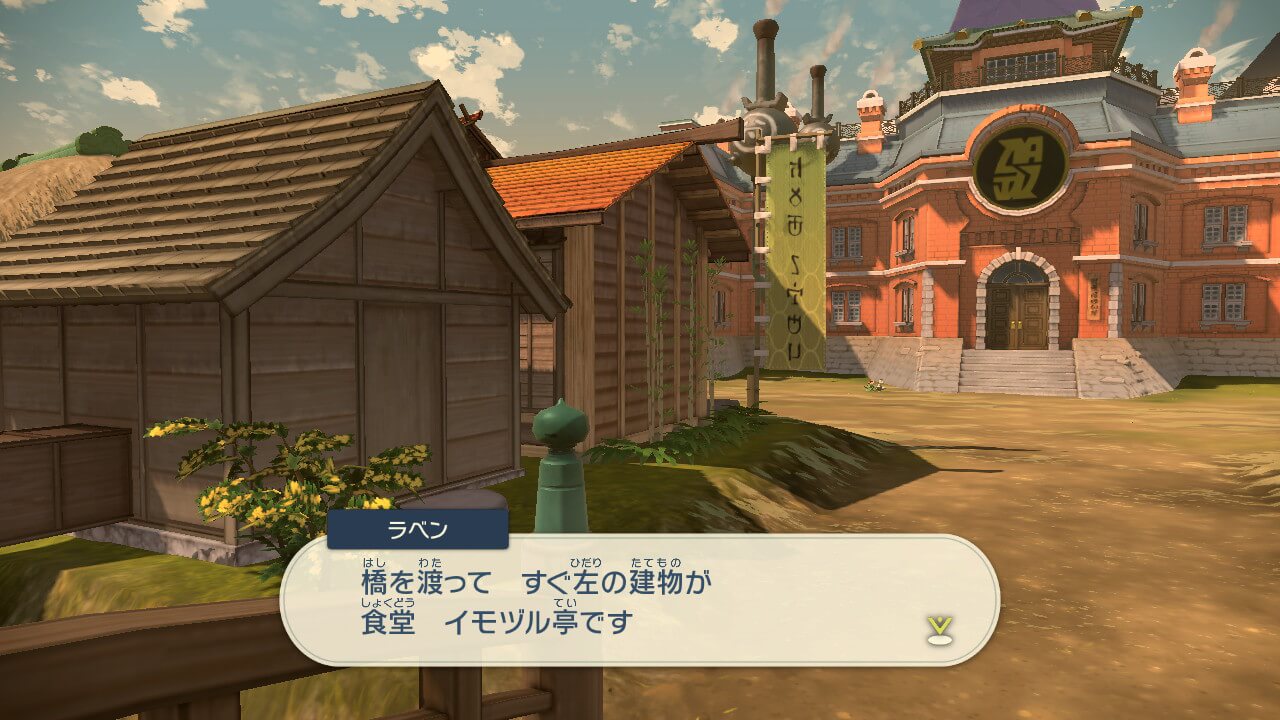 ラベン
橋を渡って　すぐ左の建物が
食堂　イモヅル亭です